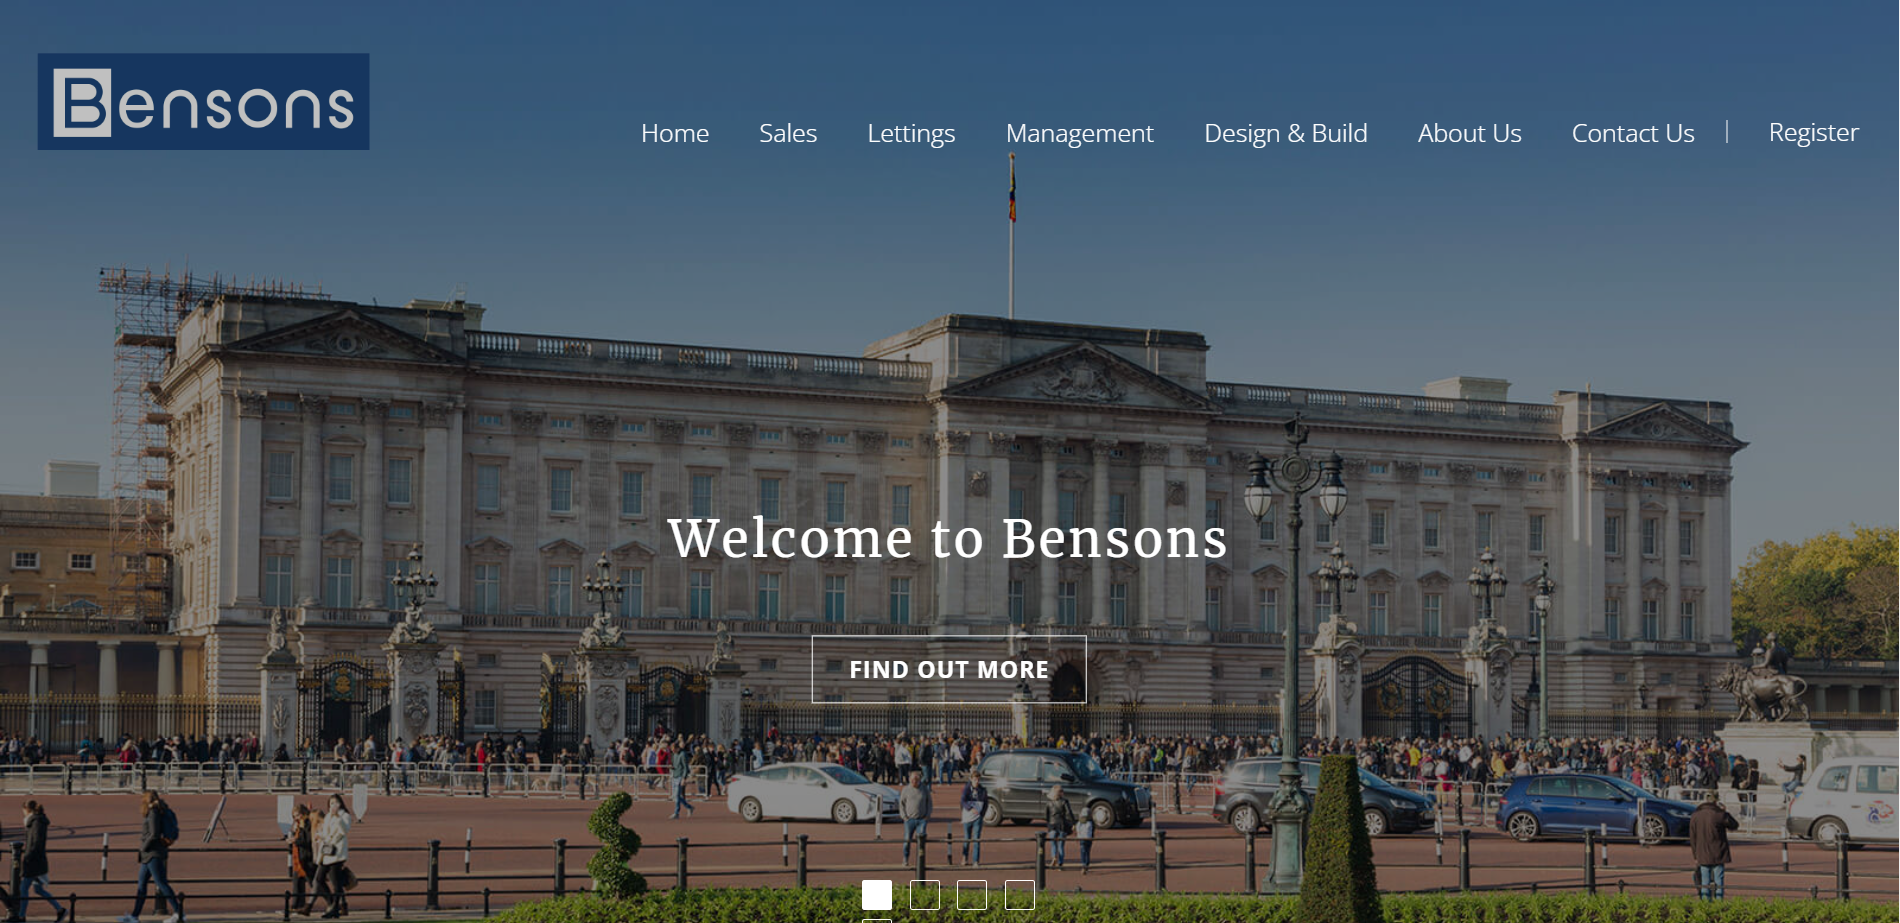 Bensons
Home Sales Lettings Management Design & Build About Us Contact Us | Register
Welcome to Bensons
FIND OUT MORE